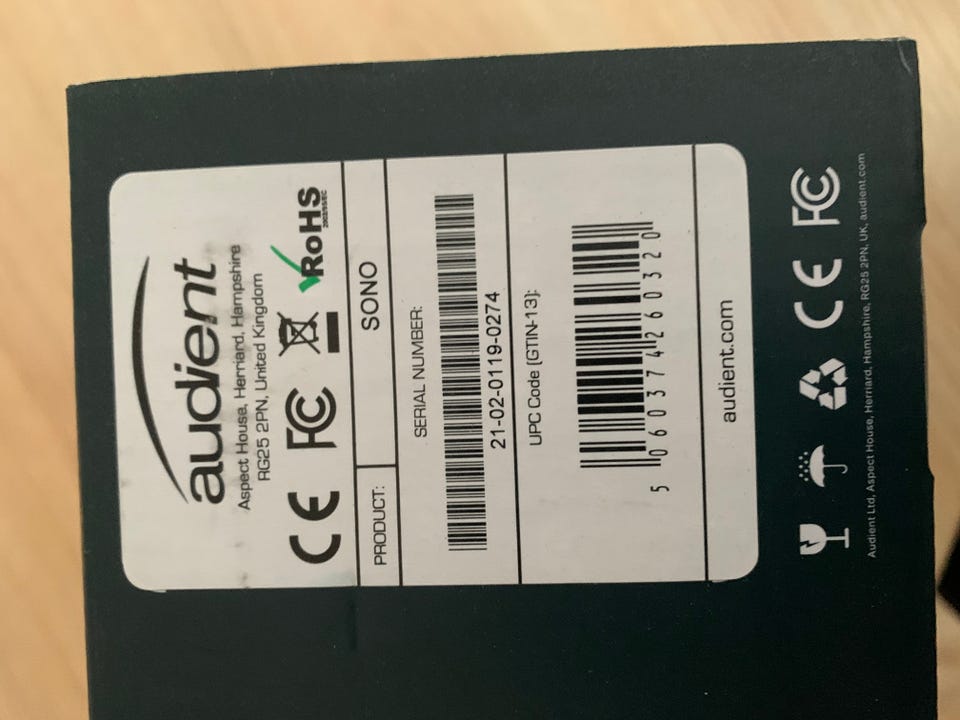 audient
Aspect House, Herriard, Hampshire
RG25 2PN, United Kingdom
CE FC RoHS
2002/95/EC
PRODUCT: SONO
SERIAL NUMBER:
21-02-0119-0274
UPC Code (GTIN-13):
5 060374 260320
audient.com
CE FC
Audient Ltd, Aspect House, Herriard, Hampshire, RG25 2PN, UK, audient.com